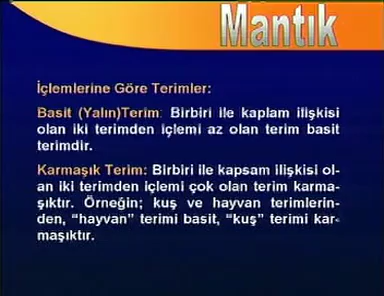 Mantık
İçlemlerine Göre Terimler:
Basit (Yalın)Terim: Birbiri ile kaplam ilişkisi
olan iki terimden içlemi az olan terim basit
terimdir.
Karmaşık Terim: Birbiri ile kapsam ilişkisi ol-
an iki terimden içlemi çok olan terim karma-
şıktır. Örneğin; kuş ve hayvan terimlerin-
den, “hayvan” terimi basit, “kuş” terimi kar-
maşıktır.